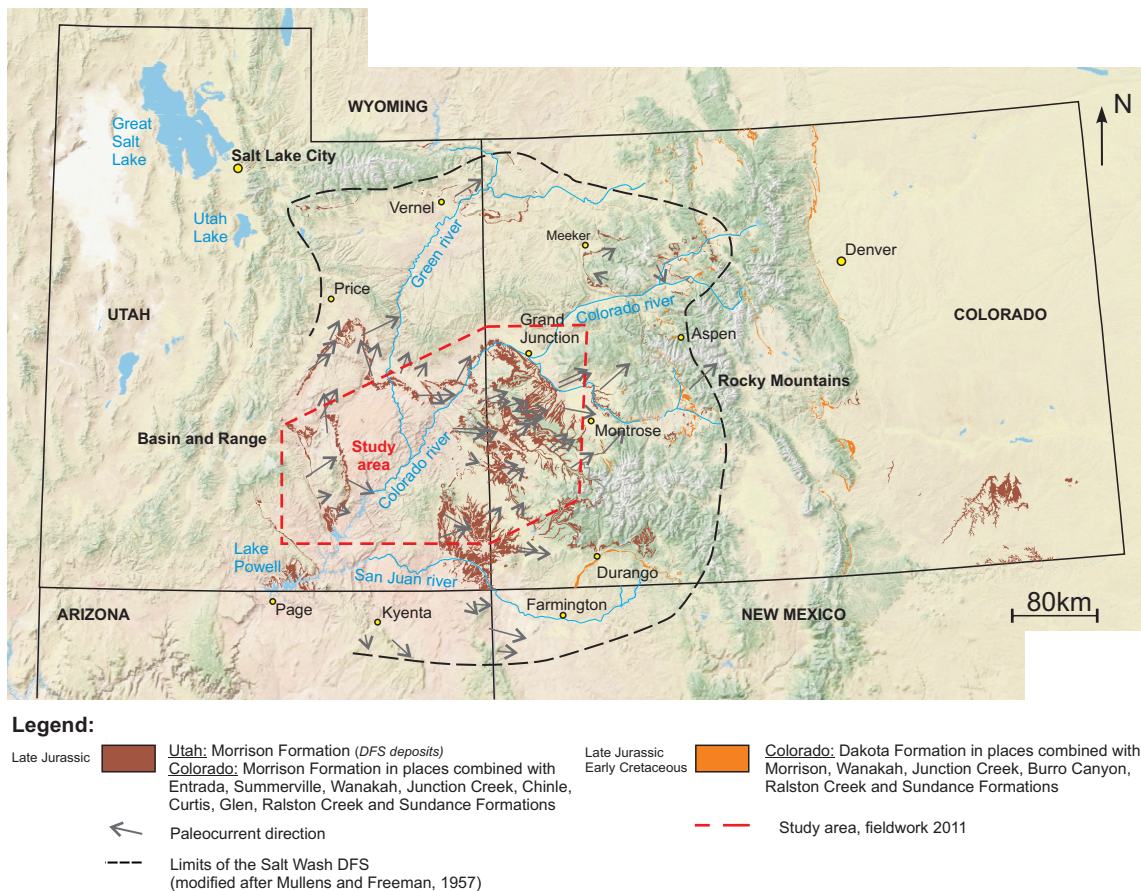 WYOMING
N
Great
Salt
Lake
Salt Lake City
Vernel
Utah
Lake
Green river
Meeker
Denver
Price
UTAH
Colorado river
COLORADO
Grand
Junction
Aspen
Rocky Mountains
Basin and Range
Study
area
Colorado river
Montrose
Lake
Powell
San Juan river
Durango
ARIZONA
Page
Kyenta
Farmington
NEW MEXICO
80km
Legend:
Late Jurassic
Utah: Morrison Formation (DFS deposits)
Colorado: Morrison Formation in places combined with
Entrada, Summerville, Wanakah, Junction Creek, Chinle,
Curtis, Glen, Ralston Creek and Sundance Formations
Paleocurrent direction
Limits of the Salt Wash DFS
(modified after Mullens and Freeman, 1957)
Late Jurassic
Early Cretaceous
Colorado: Dakota Formation in places combined with
Morrison, Wanakah, Junction Creek, Burro Canyon,
Ralston Creek and Sundance Formations
Study area, fieldwork 2011